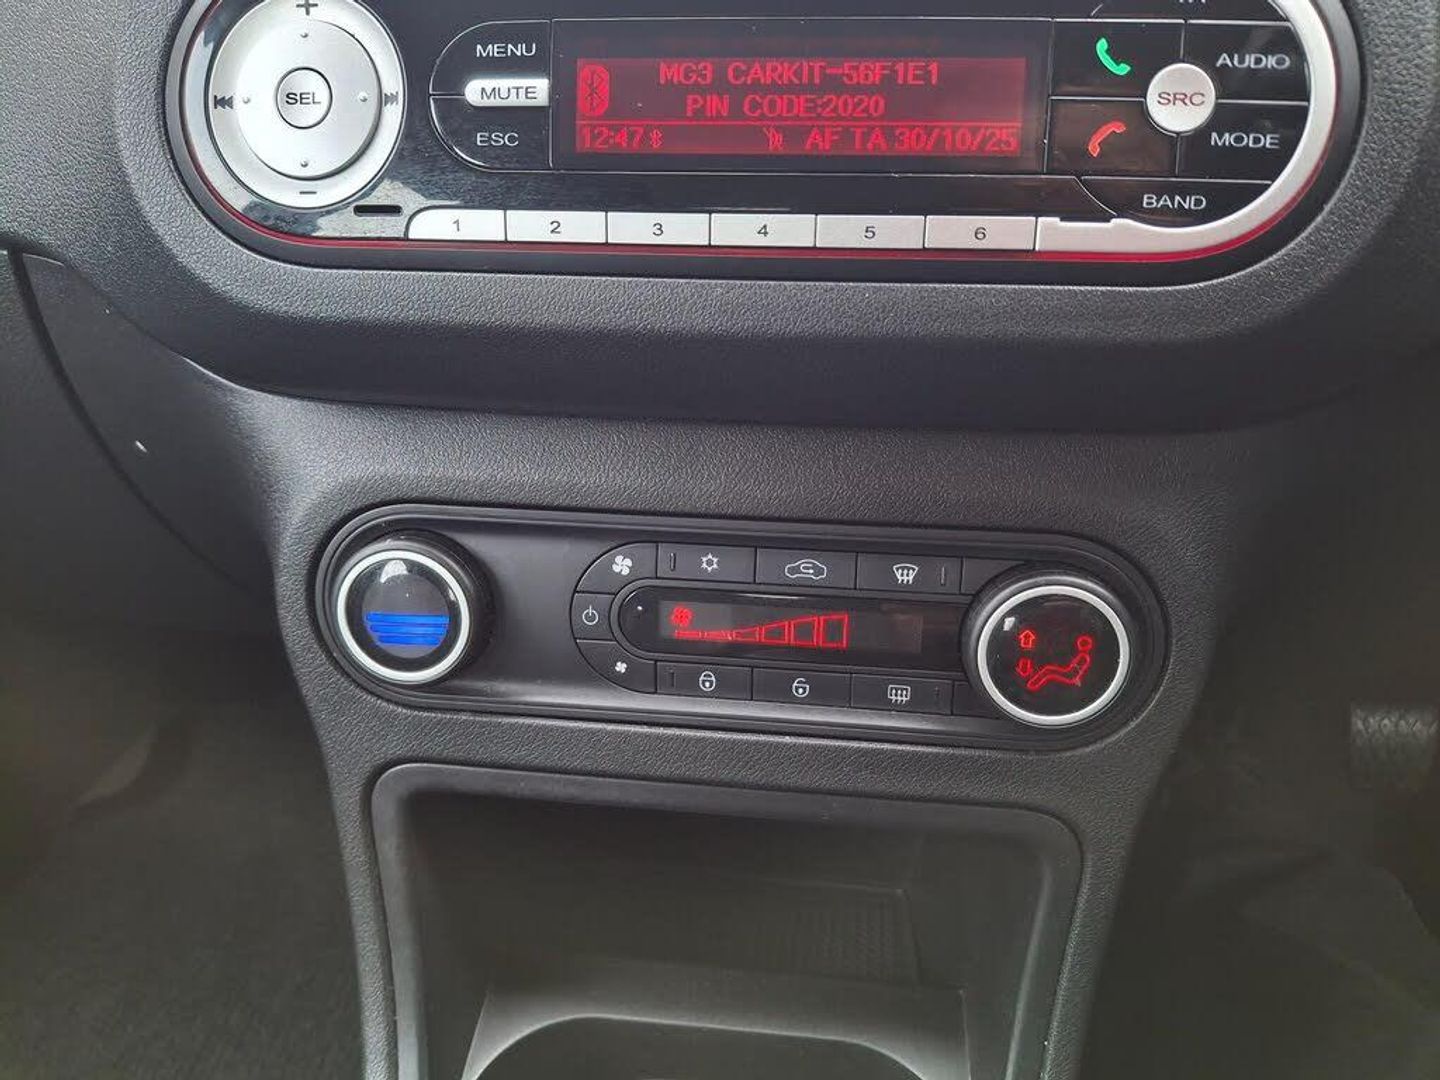 MENU
MUTE
ESC
SEL
MG3 CARKIT-56F1E1
PIN CODE:2020
12:47 AF TA 30/10/25
AUDIO
SRC
MODE
BAND
1 2 3 4 5 6